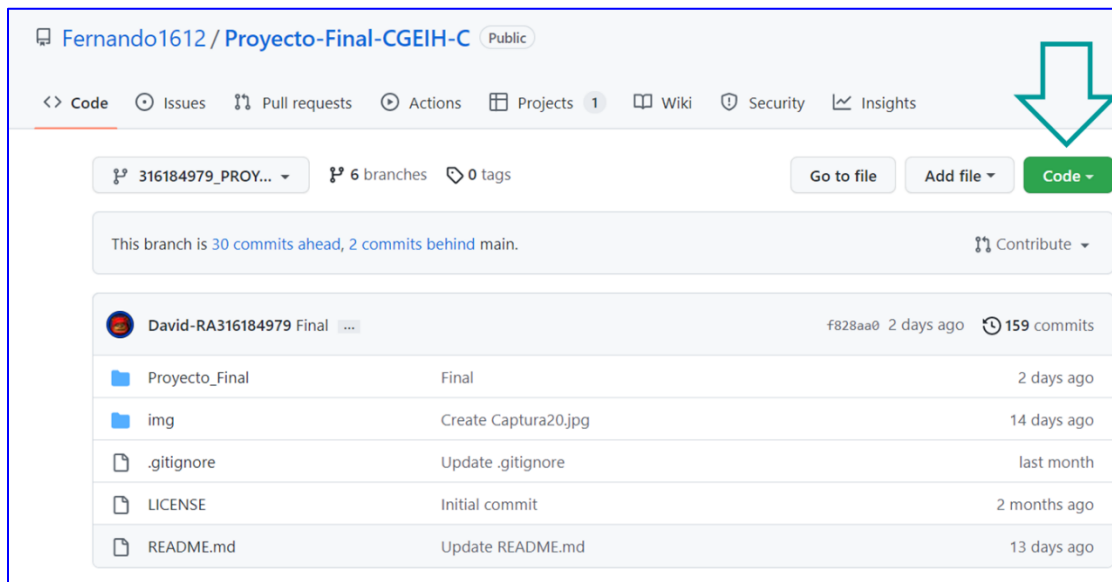 Fernando1612 / Proyecto-Final-CGEIH-C Public
<> Code Issues Pull requests Actions Projects 1 Wiki Security Insights
316184979_PROY... 6 branches 0 tags Go to file Add file Code
This branch is 30 commits ahead, 2 commits behind main. Contribute
David-RA316184979 Final ... f828aa0 2 days ago 159 commits
Proyecto_Final Final 2 days ago
img Create Captura20.jpg 14 days ago
.gitignore Update .gitignore last month
LICENSE Initial commit 2 months ago
README.md Update README.md 13 days ago